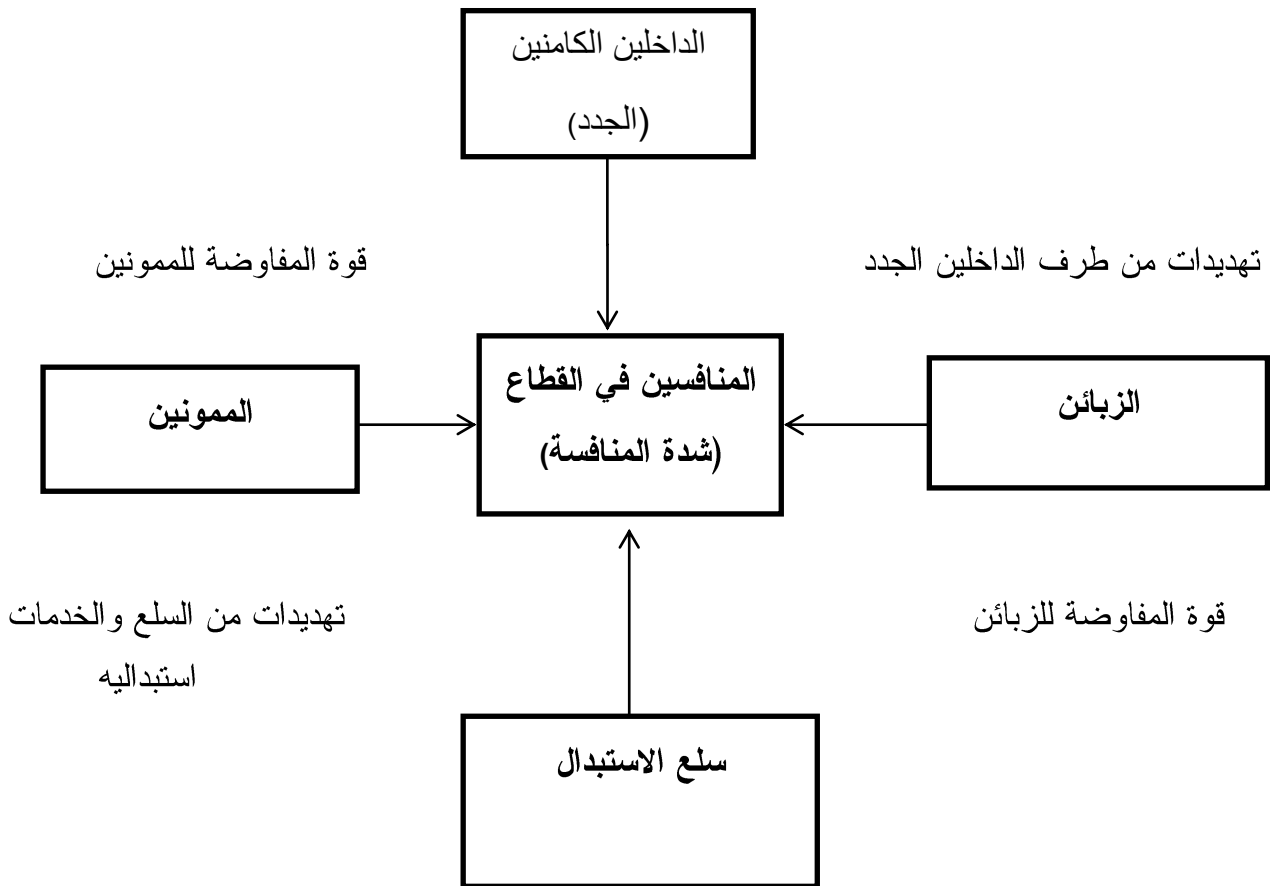 الداخلين الكامنين
(الجدد)
تهديدات من طرف الداخلين الجدد
قوة المفاوضة للممونين
الزبائن
المنافسين في القطاع
(شدة المنافسة)
الممونين
قوة المفاوضة للزبائن
تهديدات من السلع والخدمات
استبداليه
سلع الاستبدال